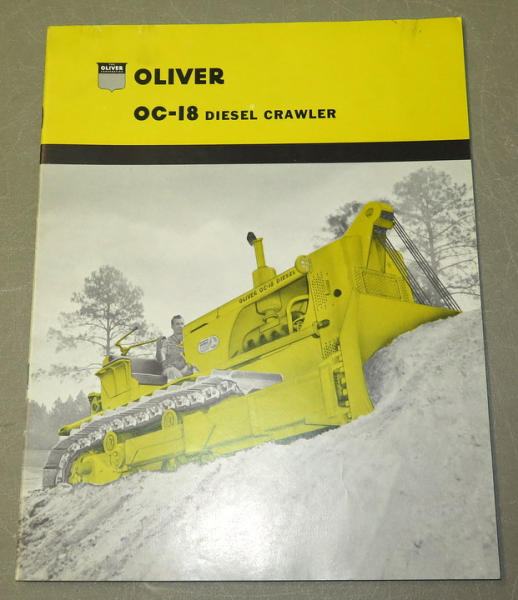 OLIVER
OLIVER
OC-18 DIESEL CRAWLER
OLIVER OC-18 DIESEL